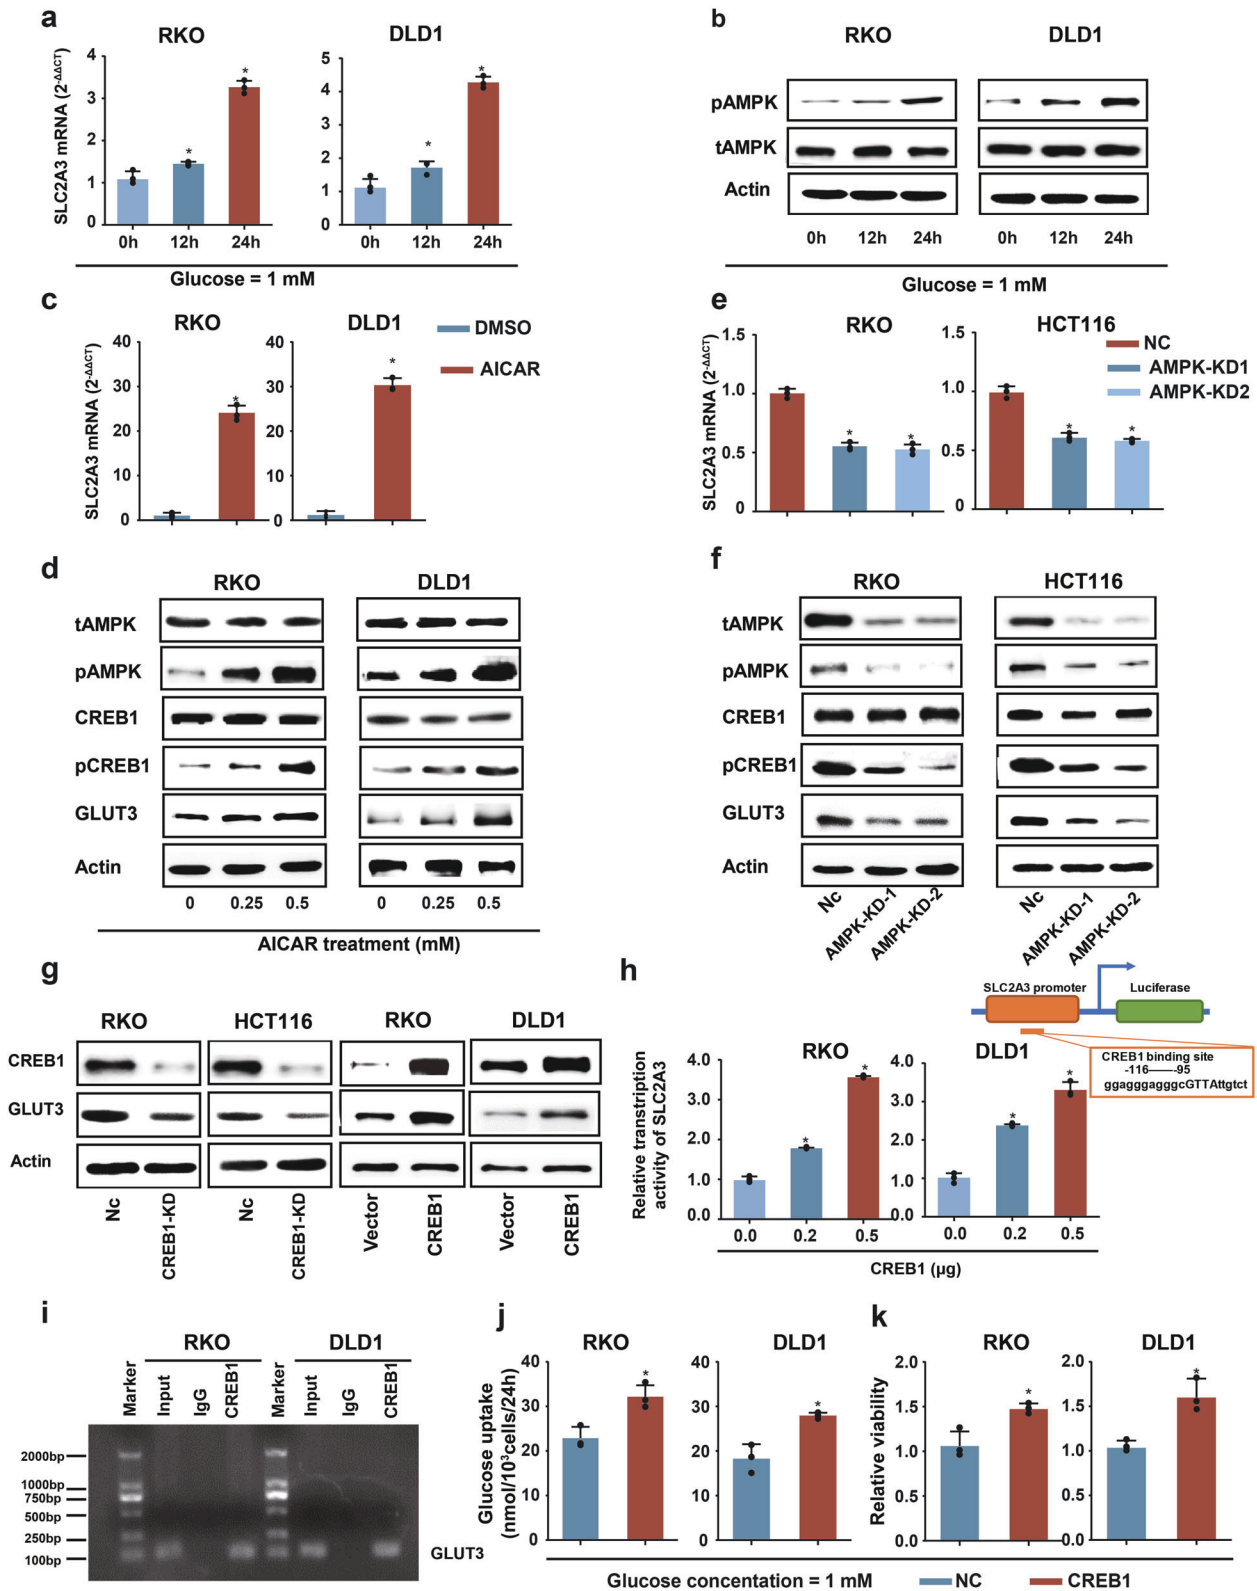 a
RKO
DLD1
SLC2A3 mRNA (2-ΔΔCT)
4
3
2
1
0
5
4
3
2
1
0
*
*
*
*
0h 12h 24h
0h 12h 24h
Glucose = 1 mM
b
RKO
DLD1
pAMPK
tAMPK
Actin
0h 12h 24h
0h 12h 24h
Glucose = 1 mM
c
RKO
DLD1
DMSO
AICAR
SLC2A3 mRNA (2-ΔΔCT)
40
30
20
10
0
40
30
20
10
0
*
*
e
RKO
HCT116
NC
AMPK-KD1
AMPK-KD2
SLC2A3 mRNA (2-ΔΔCT)
1.5
1.0
0.5
0
1.5
1.0
0.5
0
* *
* *
d
RKO
DLD1
tAMPK
pAMPK
CREB1
pCREB1
GLUT3
Actin
0 0.25 0.5
0 0.25 0.5
AICAR treatment (mM)
f
RKO
HCT116
tAMPK
pAMPK
CREB1
pCREB1
GLUT3
Actin
Nc
AMPK-KD-1
AMPK-KD-2
Nc
AMPK-KD-1
AMPK-KD-2
g
RKO
HCT116
RKO
DLD1
CREB1
GLUT3
Actin
Nc
CREB1-KD
Nc
CREB1-KD
Vector
CREB1
Vector
CREB1
h
SLC2A3 promoter
Luciferase
CREB1 binding site
-116——-95
ggagggagggcGTTAttgtct
RKO
DLD1
Relative transtription
activity of SLC2A3
4.0
3.0
2.0
1.0
0.0
4.0
3.0
2.0
1.0
0.0
*
*
*
*
0.0 0.2 0.5
0.0 0.2 0.5
CREB1 (μg)
i
RKO
DLD1
Marker
Input
IgG
CREB1
Marker
Input
IgG
CREB1
2000bp
1000bp
750bp
500bp
250bp
100bp
GLUT3
j
RKO
DLD1
Glucose uptake
(nmol/10³cells/24h)
40
30
20
10
0
40
30
20
10
0
*
*
k
RKO
DLD1
Relative viability
2.0
1.5
1.0
0.5
0.0
2.0
1.5
1.0
0.5
0.0
*
*
Glucose concentation = 1 mM
NC
CREB1